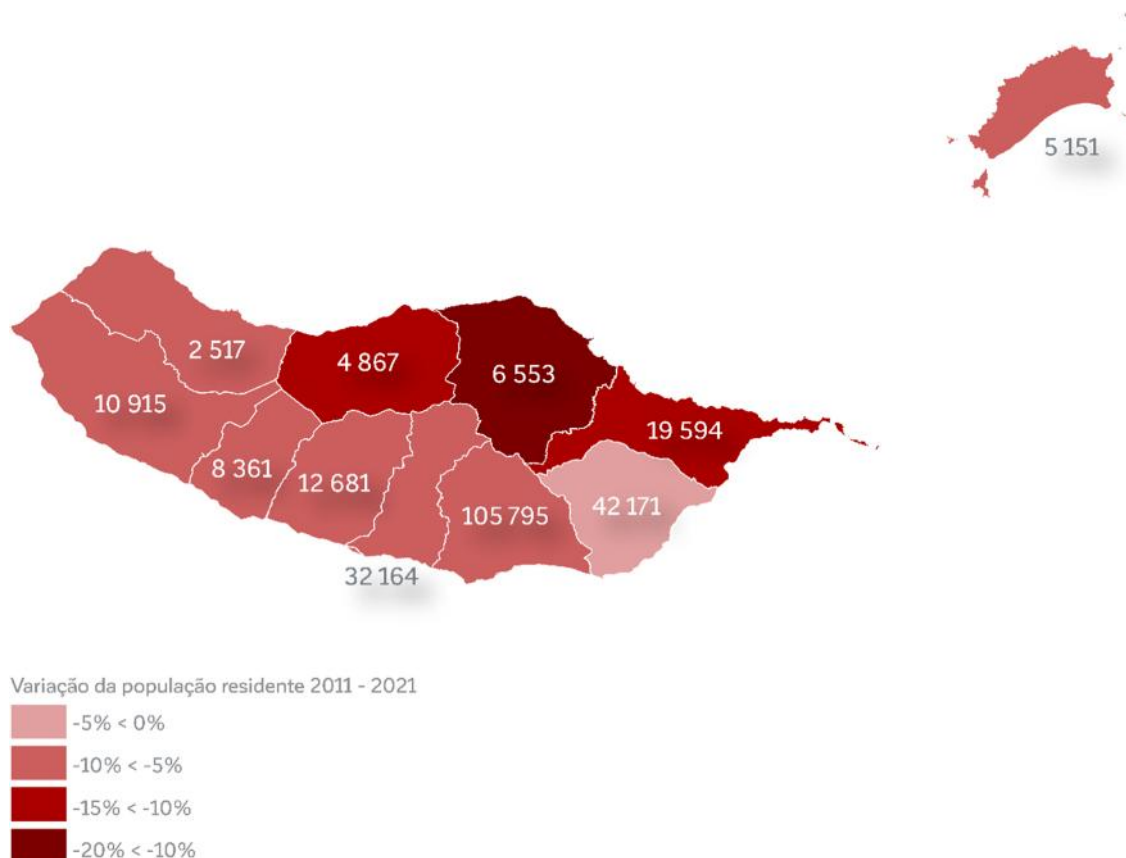 5 151
2 517
4 867
6 553
10 915
19 594
8 361
12 681
105 795
42 171
32 164
Variação da população residente 2011 - 2021
-5% < 0%
-10% < -5%
-15% < -10%
-20% < -10%